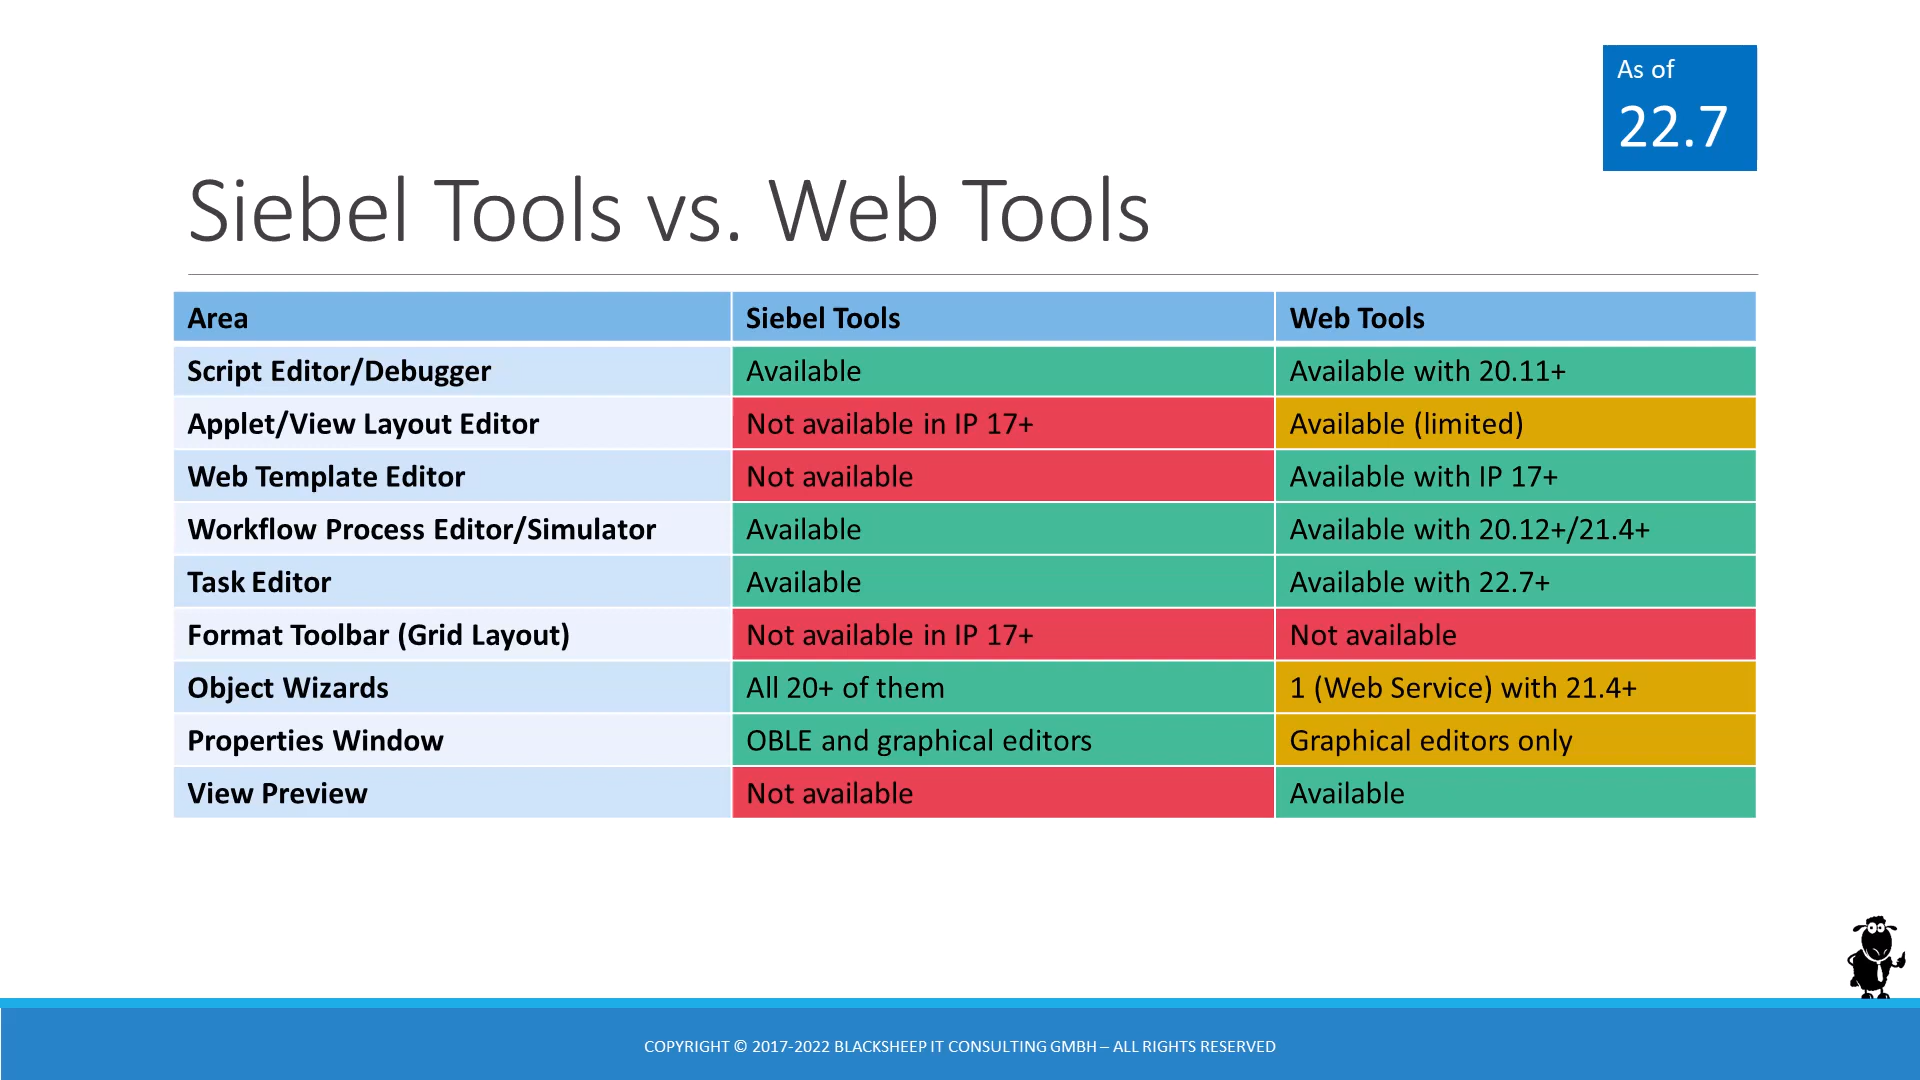 As of
22.7
Siebel Tools vs. Web Tools
Area Siebel Tools Web Tools
Script Editor/Debugger Available Available with 20.11+
Applet/View Layout Editor Not available in IP 17+ Available (limited)
Web Template Editor Not available Available with IP 17+
Workflow Process Editor/Simulator Available Available with 20.12+/21.4+
Task Editor Available Available with 22.7+
Format Toolbar (Grid Layout) Not available in IP 17+ Not available
Object Wizards All 20+ of them 1 (Web Service) with 21.4+
Properties Window OBLE and graphical editors Graphical editors only
View Preview Not available Available
COPYRIGHT © 2017-2022 BLACKSHEEP IT CONSULTING GMBH – ALL RIGHTS RESERVED